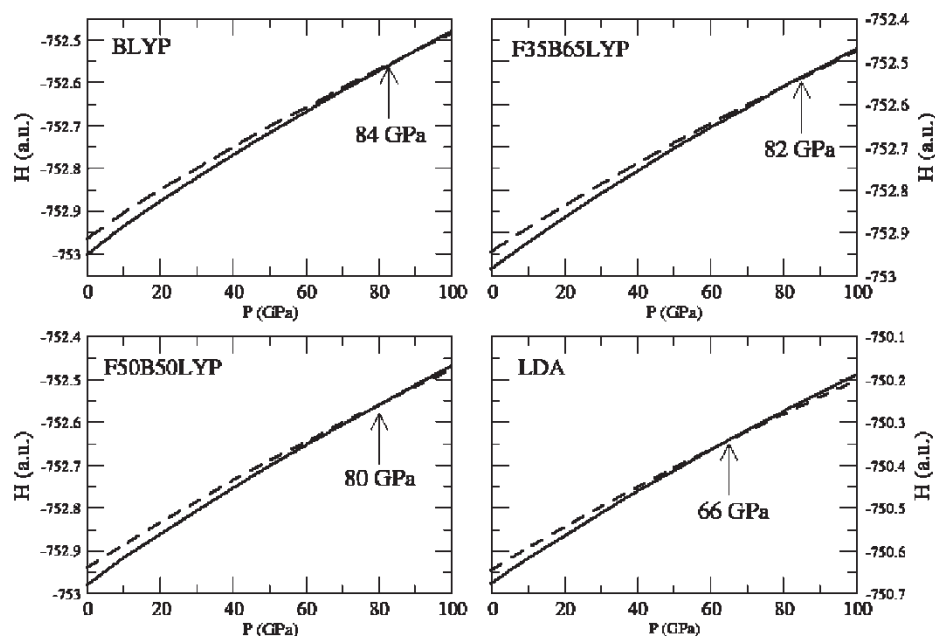 BLYP
-752.5
-752.6
-752.7
-752.8
-752.9
-753
H (a.u.)
84 GPa
0 20 40 60 80 100
P (GPa)
F35B65LYP
-752.4
-752.5
-752.6
-752.7
-752.8
-752.9
-753
H (a.u.)
82 GPa
0 20 40 60 80 100
P (GPa)
F50B50LYP
-752.4
-752.5
-752.6
-752.7
-752.8
-752.9
-753
H (a.u.)
80 GPa
0 20 40 60 80 100
P (GPa)
LDA
-750.1
-750.2
-750.3
-750.4
-750.5
-750.6
-750.7
H (a.u.)
66 GPa
0 20 40 60 80 100
P (GPa)